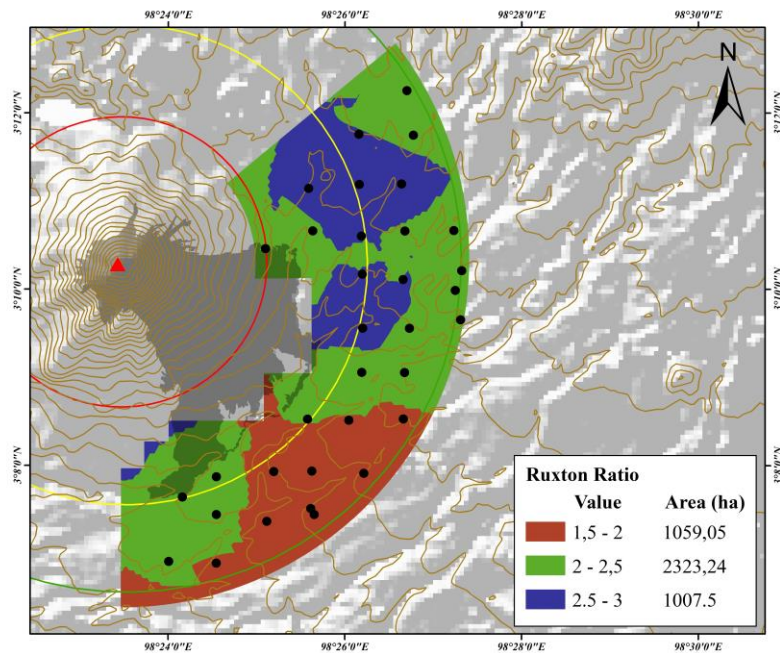 98°24'0"E 98°26'0"E 98°28'0"E 98°30'0"E
N
3°12'0"N 3°12'0"N
3°10'0"N 3°10'0"N
3°8'0"N 3°8'0"N
Ruxton Ratio
Value Area (ha)
1,5 - 2 1059,05
2 - 2,5 2323,24
2.5 - 3 1007.5
98°24'0"E 98°26'0"E 98°28'0"E 98°30'0"E